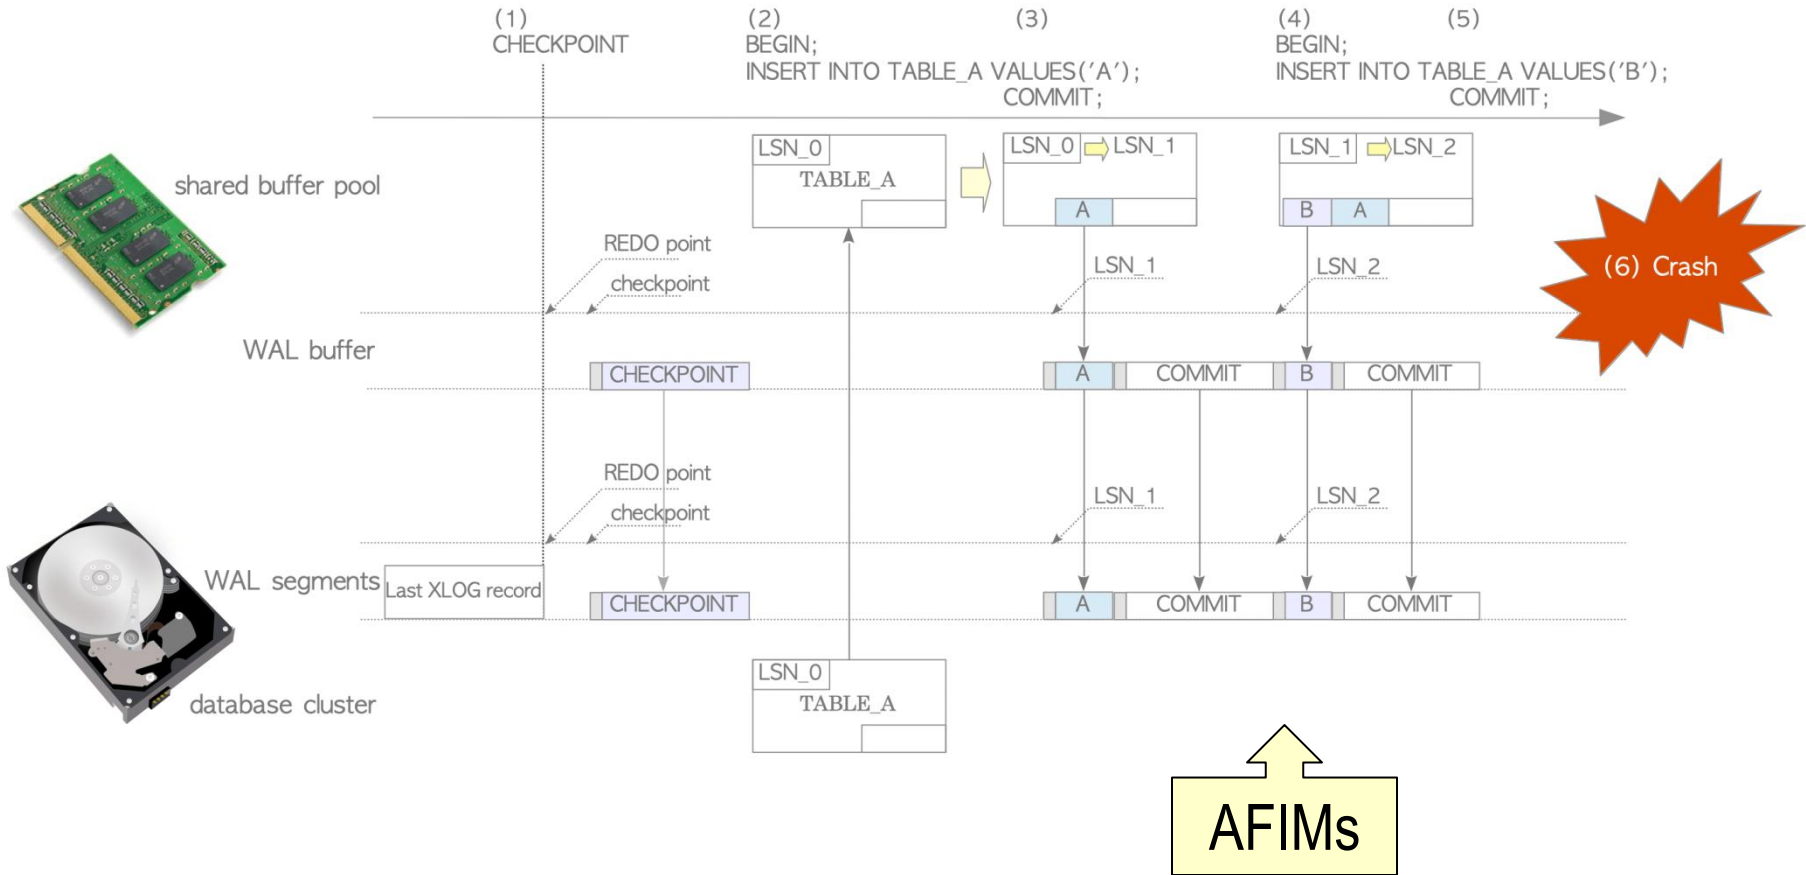 (1)
CHECKPOINT
(2)
BEGIN;
INSERT INTO TABLE_A VALUES('A');
(3)
COMMIT;
(4)
BEGIN;
INSERT INTO TABLE_A VALUES('B');
(5)
COMMIT;
shared buffer pool
LSN_0
TABLE_A
LSN_0 LSN_1
A
LSN_1 LSN_2
B A
(6) Crash
REDO point
checkpoint
LSN_1
LSN_2
WAL buffer
CHECKPOINT
A COMMIT B COMMIT
REDO point
checkpoint
LSN_1
LSN_2
WAL segments
Last XLOG record
CHECKPOINT
A COMMIT B COMMIT
database cluster
LSN_0
TABLE_A
AFIMs